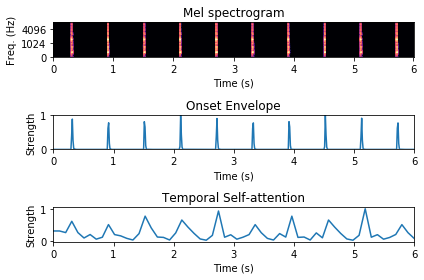 Mel spectrogram
Freq. (Hz)
4096
1024
0
0 1 2 3 4 5 6
Time (s)
Onset Envelope
Strength
1
0
0 1 2 3 4 5 6
Time (s)
Temporal Self-attention
Strength
1
0
0 1 2 3 4 5 6
Time (s)